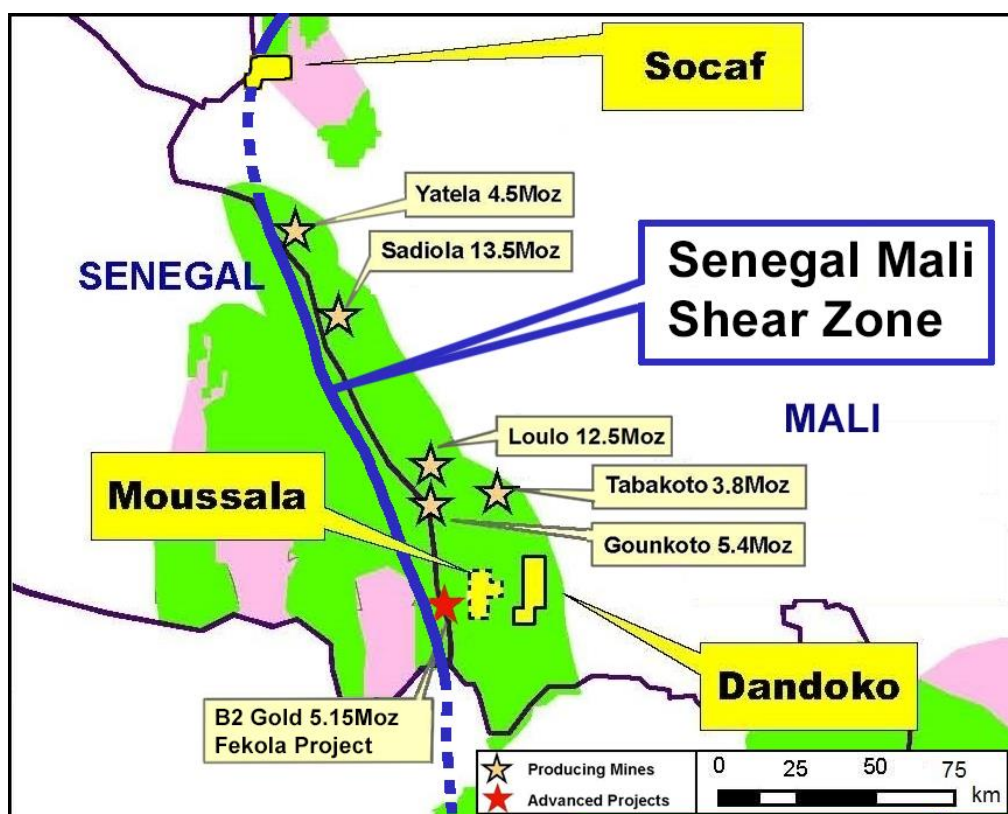 Socaf
Yatela 4.5Moz
Sadiola 13.5Moz
SENEGAL
Senegal Mali
Shear Zone
MALI
Loulo 12.5Moz
Moussala
Tabakoto 3.8Moz
Gounkoto 5.4Moz
Dandoko
B2 Gold 5.15Moz
Fekola Project
Producing Mines
Advanced Projects
0 25 50 75
km